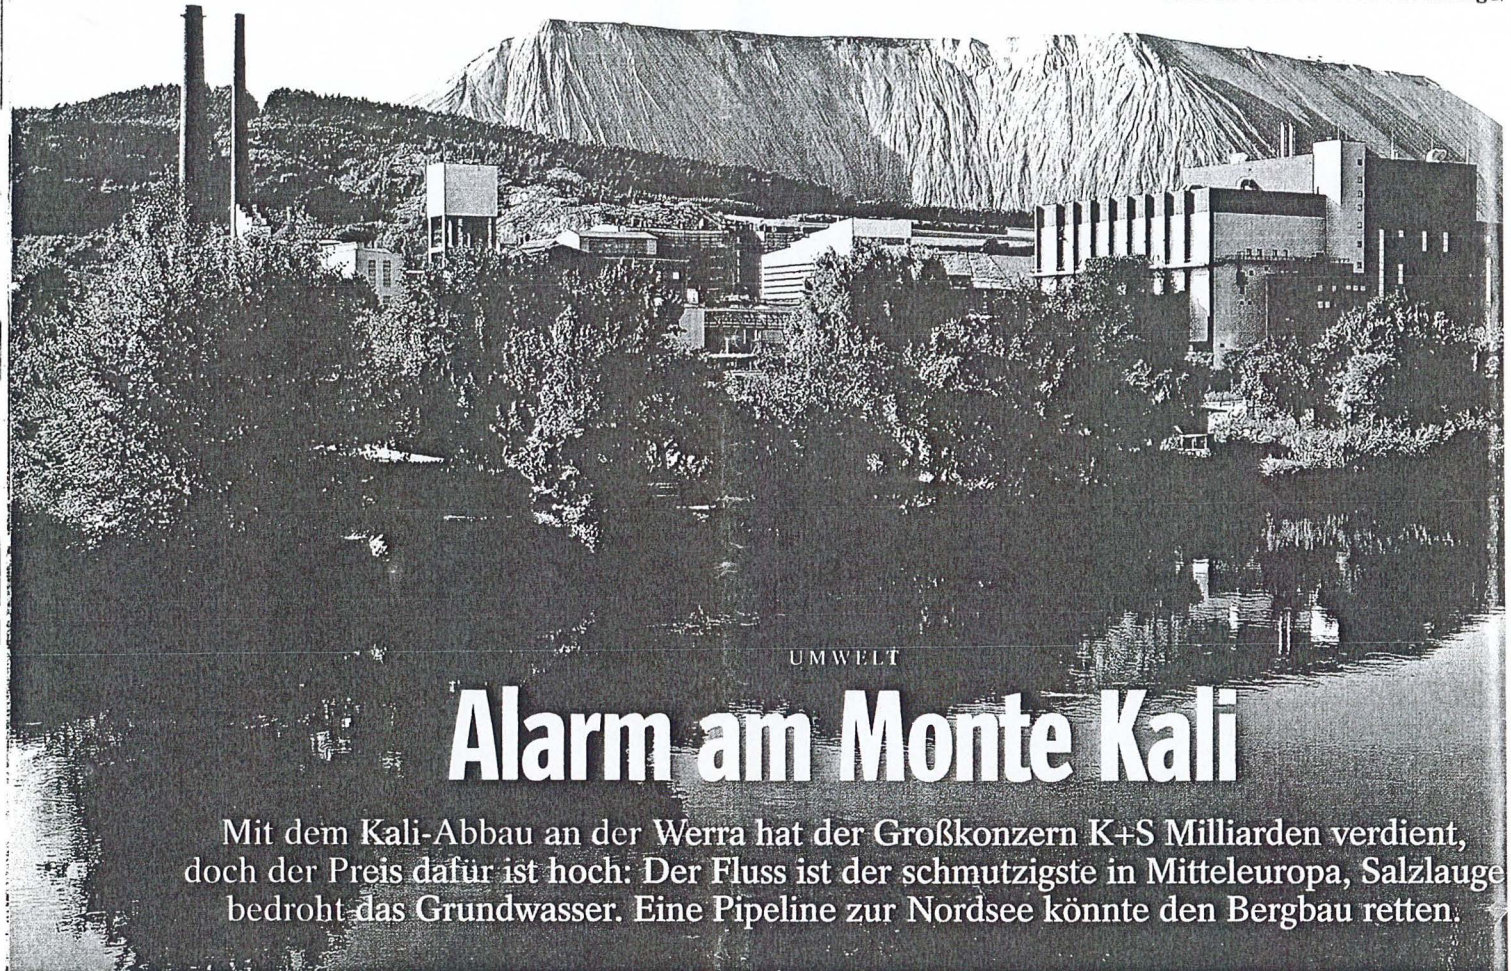 UMWELT
Alarm am Monte Kali
Mit dem Kali-Abbau an der Werra hat der Großkonzern K+S Milliarden verdient,
doch der Preis dafür ist hoch: Der Fluss ist der schmutzigste in Mitteleuropa, Salzlauge
bedroht das Grundwasser. Eine Pipeline zur Nordsee könnte den Bergbau retten.